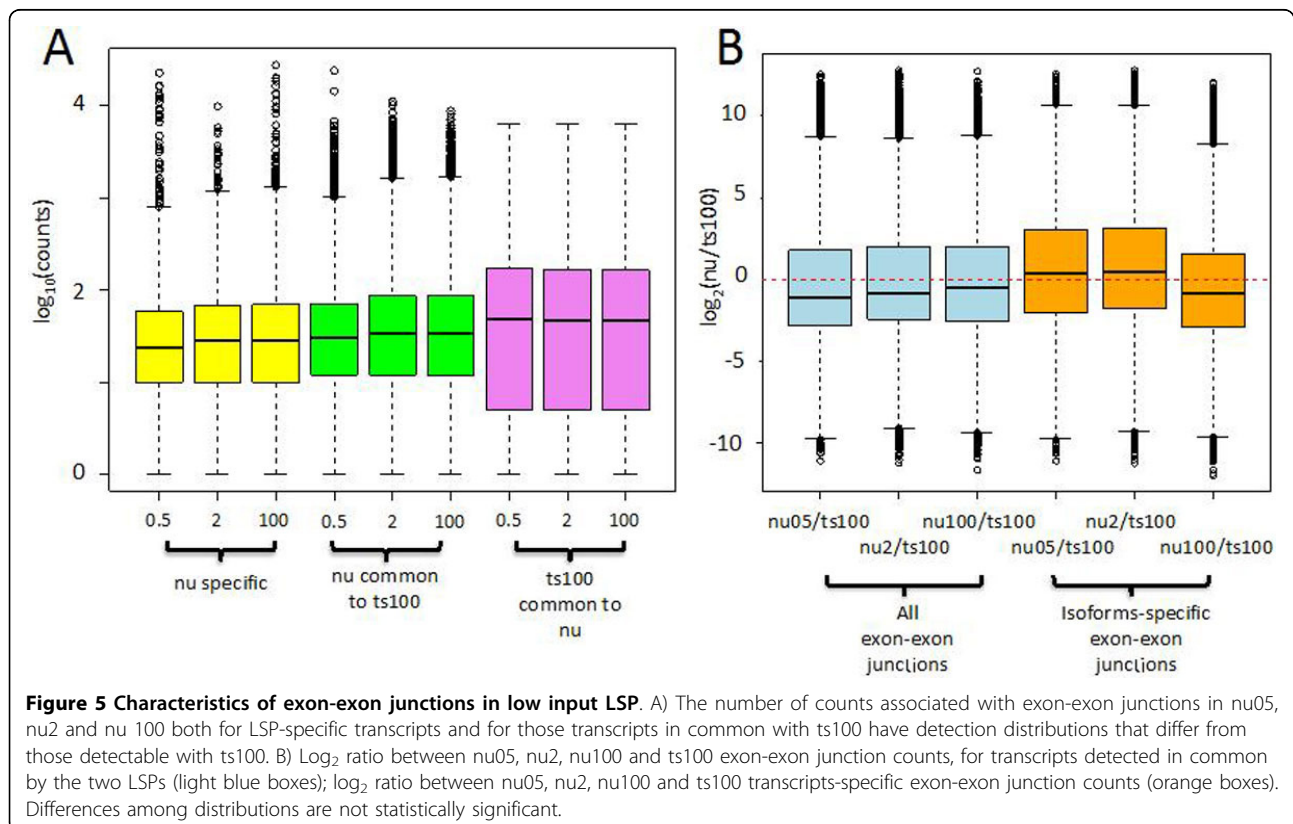 A
B
log10(counts)
4
2
0
0.5 2 100 0.5 2 100 0.5 2 100
nu specific
nu common
to ts100
ts100
common to
nu
log2(nu/ts100)
10
5
0
-5
-10
nu05/ts100
nu2/ts100
nu100/ts100
nu05/ts100
nu2/ts100
nu100/ts100
All
exon-exon
junctions
Isoforms-specific
exon-exon
junctions
Figure 5 Characteristics of exon-exon junctions in low input LSP. A) The number of counts associated with exon-exon junctions in nu05,
nu2 and nu 100 both for LSP-specific transcripts and for those transcripts in common with ts100 have detection distributions that differ from
those detectable with ts100. B) Log2 ratio between nu05, nu2, nu100 and ts100 exon-exon junction counts, for transcripts detected in common
by the two LSPs (light blue boxes); log2 ratio between nu05, nu2, nu100 and ts100 transcripts-specific exon-exon junction counts (orange boxes).
Differences among distributions are not statistically significant.